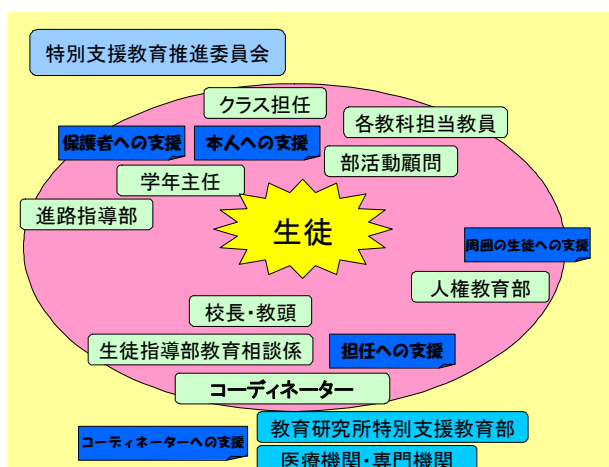 特別支援教育推進委員会
クラス担任
各教科担当教員
保護者への支援
本人への支援
部活動顧問
学年主任
進路指導部
生徒
周囲の生徒への支援
人権教育部
校長・教頭
生徒指導部教育相談係
担任への支援
コーディネーター
教育研究所特別支援教育部
コーディネーターへの支援
医療機関・専門機関